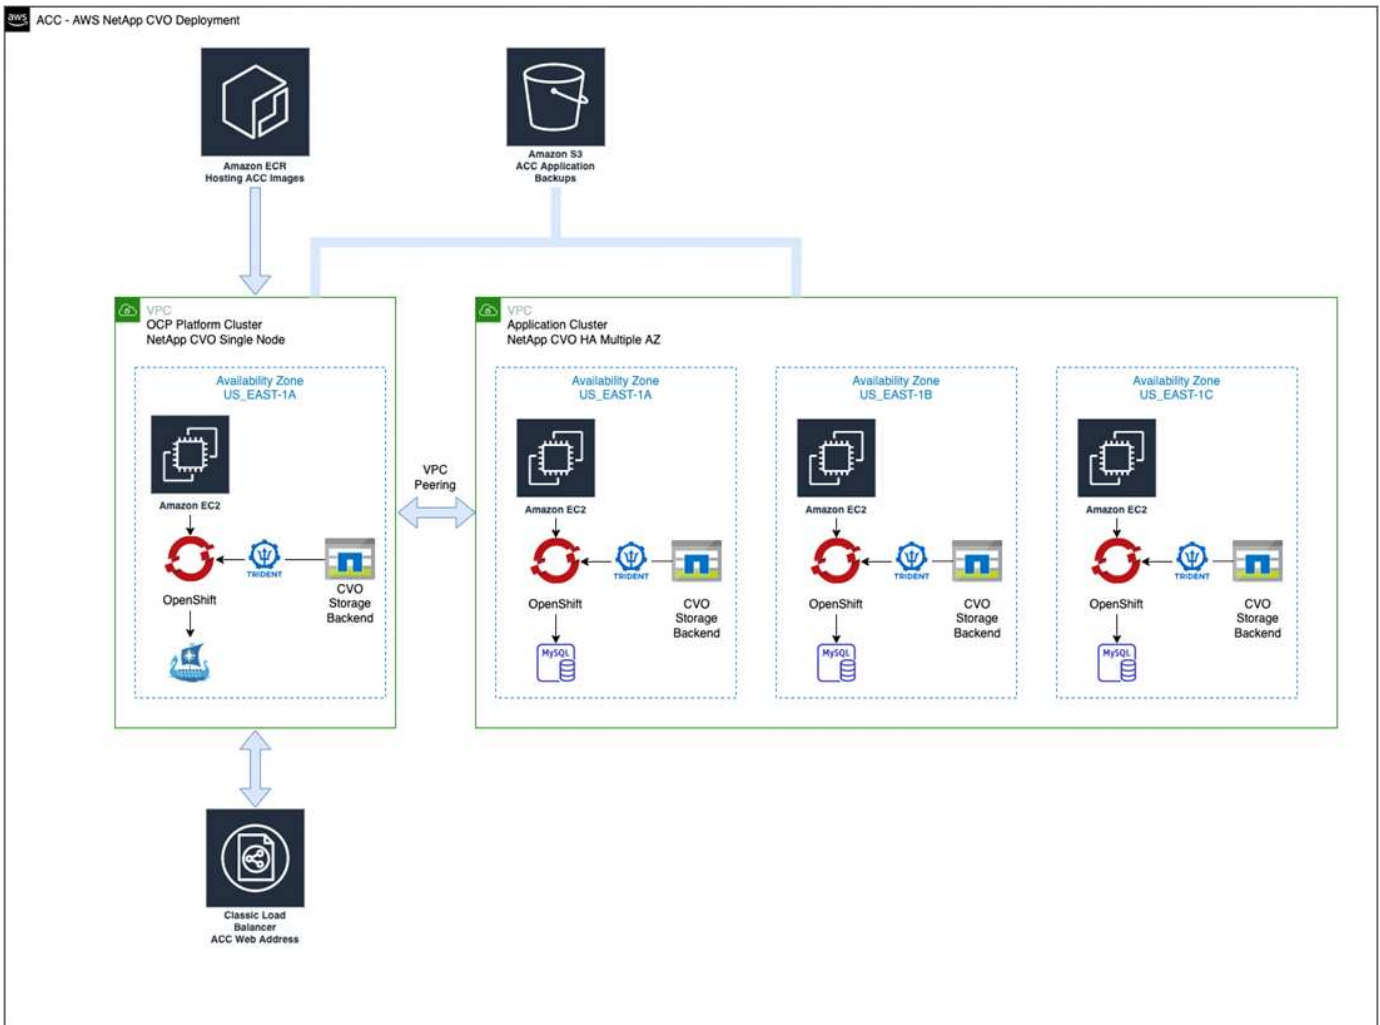 aws
ACC - AWS NetApp CVO Deployment
Amazon ECR
Hosting ACC Images
Amazon S3
ACC Application
Backups
VPC
OCP Platform Cluster
NetApp CVO Single Node
Availability Zone
US_EAST-1A
Amazon EC2
TRIDENT
OpenShift
CVO
Storage
Backend
VPC
Peering
VPC
Application Cluster
NetApp CVO HA Multiple AZ
Availability Zone
US_EAST-1A
Amazon EC2
TRIDENT
OpenShift
CVO
Storage
Backend
MySQL
Availability Zone
US_EAST-1B
Amazon EC2
TRIDENT
OpenShift
CVO
Storage
Backend
MySQL
Availability Zone
US_EAST-1C
Amazon EC2
TRIDENT
OpenShift
CVO
Storage
Backend
MySQL
Classic Load
Balancer
ACC Web Address